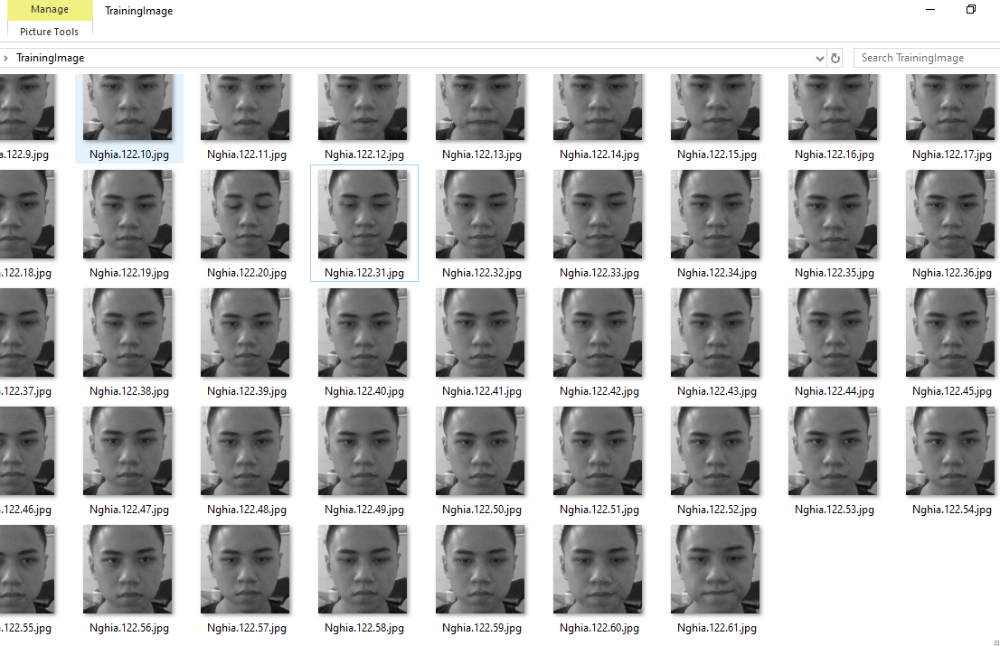 Manage
TrainingImage
Picture Tools
TrainingImage
Search TrainingImage
a.122.9.jpg Nghia.122.10.jpg Nghia.122.11.jpg Nghia.122.12.jpg Nghia.122.13.jpg Nghia.122.14.jpg Nghia.122.15.jpg Nghia.122.16.jpg Nghia.122.17.jpg
.122.18.jpg Nghia.122.19.jpg Nghia.122.20.jpg Nghia.122.31.jpg Nghia.122.32.jpg Nghia.122.33.jpg Nghia.122.34.jpg Nghia.122.35.jpg Nghia.122.36.jpg
.122.37.jpg Nghia.122.38.jpg Nghia.122.39.jpg Nghia.122.40.jpg Nghia.122.41.jpg Nghia.122.42.jpg Nghia.122.43.jpg Nghia.122.44.jpg Nghia.122.45.jpg
.122.46.jpg Nghia.122.47.jpg Nghia.122.48.jpg Nghia.122.49.jpg Nghia.122.50.jpg Nghia.122.51.jpg Nghia.122.52.jpg Nghia.122.53.jpg Nghia.122.54.jpg
.122.55.jpg Nghia.122.56.jpg Nghia.122.57.jpg Nghia.122.58.jpg Nghia.122.59.jpg Nghia.122.60.jpg Nghia.122.61.jpg